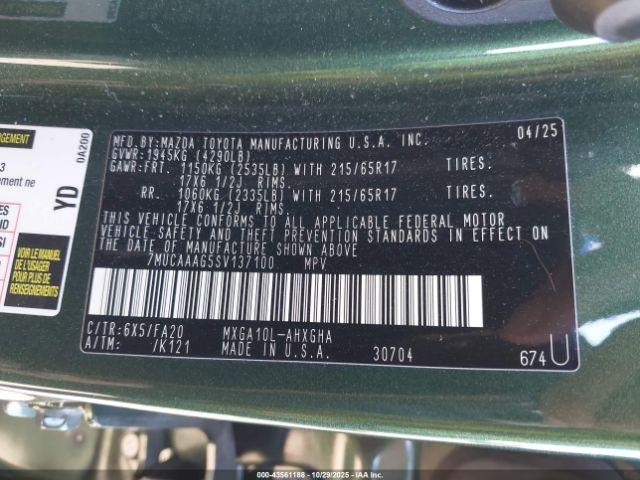 MFD.BY:MAZDA TOYOTA MANUFACTURING U.S.A. INC. 04/25
GVWR: 1945KG (4290LB)
GAWR:FRT. 1150KG (2535LB) WITH 215/65R17 TIRES.
17X6 1/2J RIMS.
RR. 1060KG (2335LB) WITH 215/65R17 TIRES.
17X6 1/2J RIMS.
THIS VEHICLE CONFORMS TO ALL APPLICABLE FEDERAL MOTOR
VEHICLE SAFETY AND THEFT PREVENTION STANDARDS IN EFFECT ON
THE DATE OF MANUFACTURE SHOWN ABOVE
7MUCAAAG5SV137100 MPV
C/TR:6X5/FA20 MXGA10L-AHXGHA
A/TM: /K121 MADE IN U.S.A. 30704 674U
0A200
YD
VOIR LE MANUEL
DE L'USAGER
POUR PLUS DE
RENSEIGNEMENTS
000-43561188 - 10/29/2025 - IAAI.COM